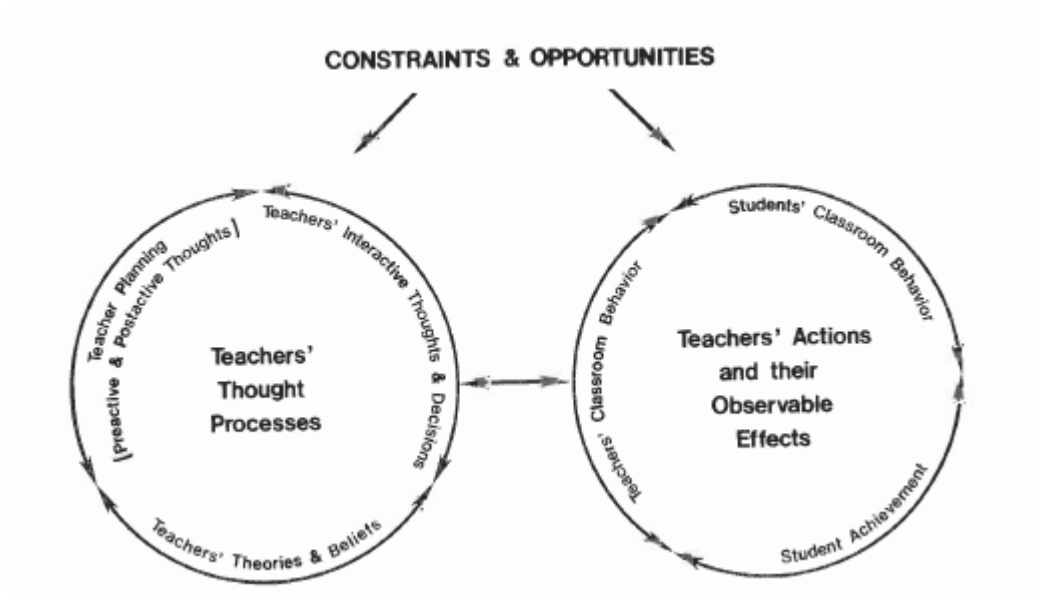 CONSTRAINTS & OPPORTUNITIES
Teacher Planning
[Preactive & Postactive Thoughts]
Teachers' Interactive Thoughts & Decisions
Teachers' Theories & Beliefs
Teachers'
Thought
Processes
Students' Classroom Behavior
Teachers' Classroom Behavior
Student Achievement
Teachers' Actions
and their
Observable
Effects